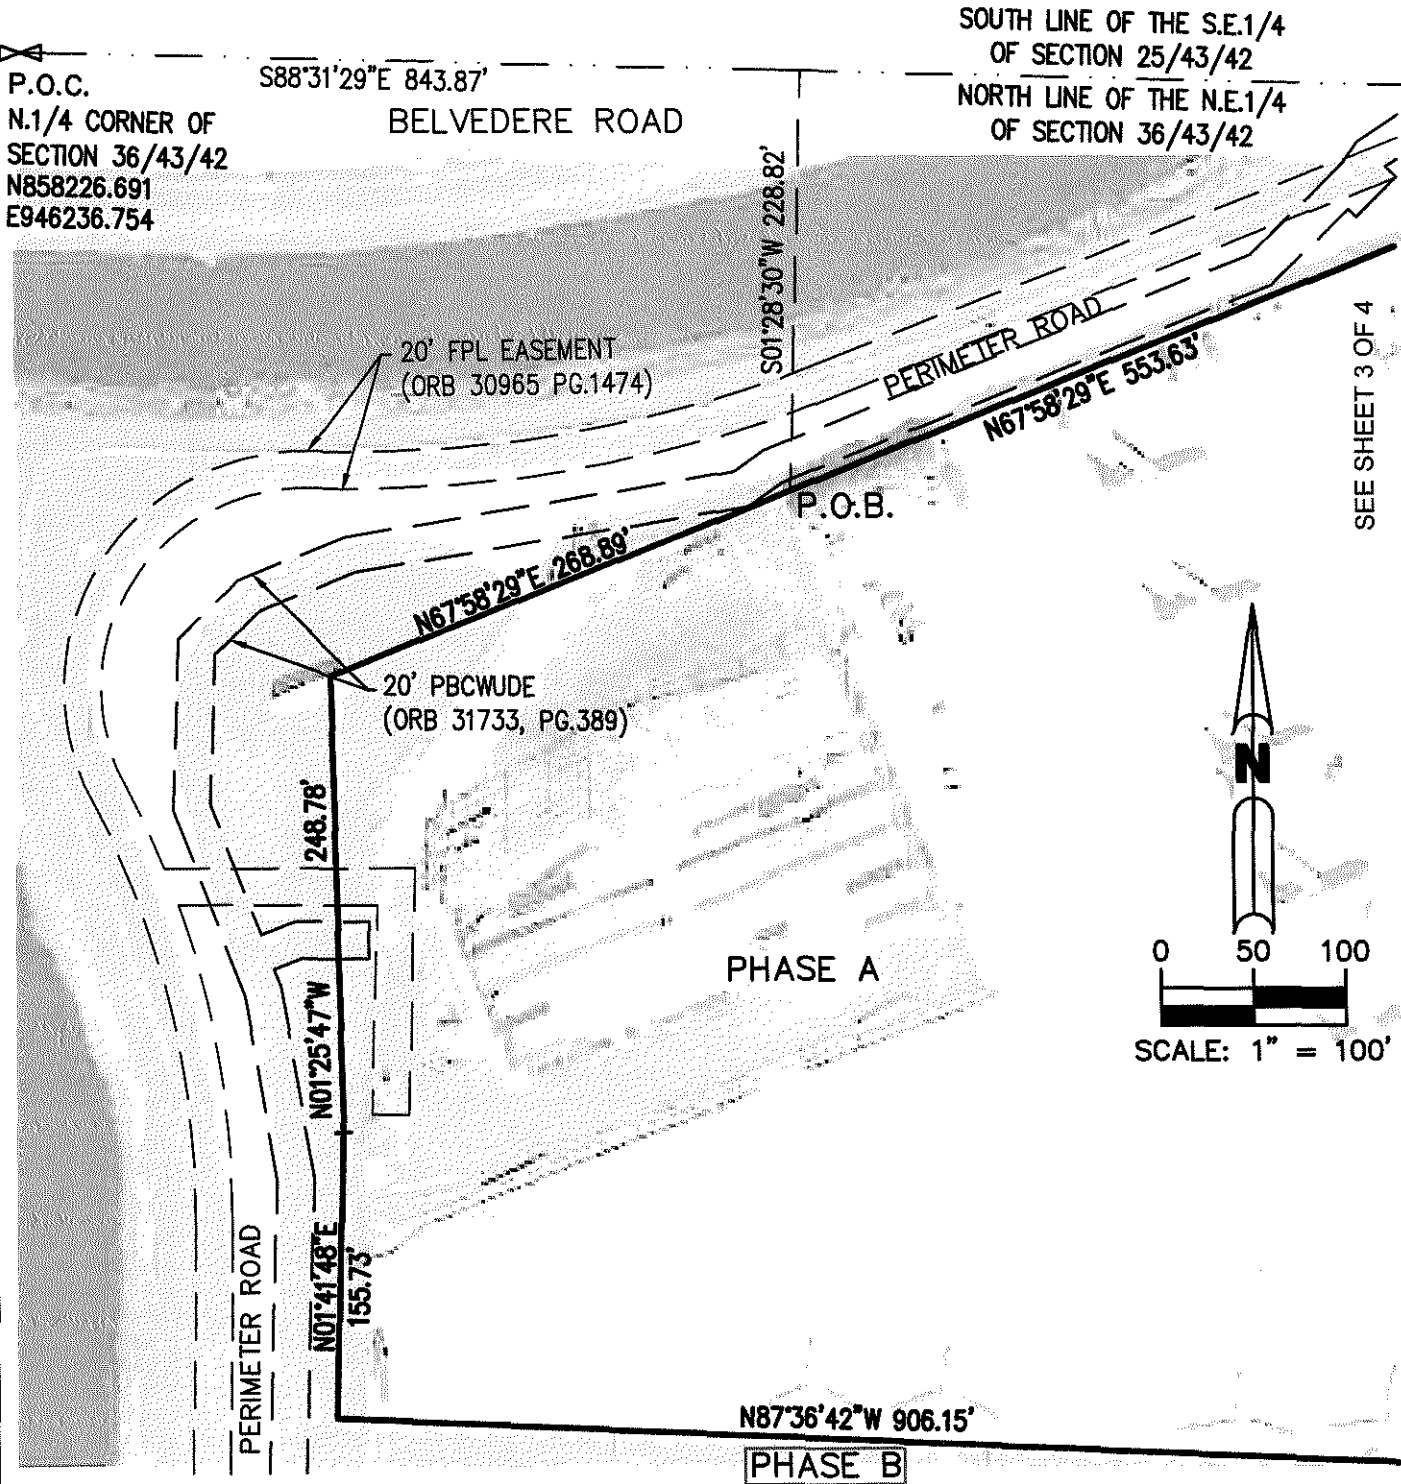 SOUTH LINE OF THE S.E.1/4
OF SECTION 25/43/42
P.O.C.
N.1/4 CORNER OF
SECTION 36/43/42
N858226.691
E946236.754
S88°31'29"E 843.87'
BELVEDERE ROAD
NORTH LINE OF THE N.E.1/4
OF SECTION 36/43/42
S01°28'30"W 228.82'
20' FPL EASEMENT
(ORB 30965 PG.1474)
PERIMETER ROAD
N67°58'29"E 553.63'
SEE SHEET 3 OF 4
P.O.B.
N67°58'29"E 268.89'
20' PBCWUDE
(ORB 31733, PG.389)
248.78'
N01°25'47"W
N
PHASE A
0 50 100
SCALE: 1" = 100'
N01°41'48"E
155.73'
PERIMETER ROAD
N87°36'42"W 906.15'
PHASE B